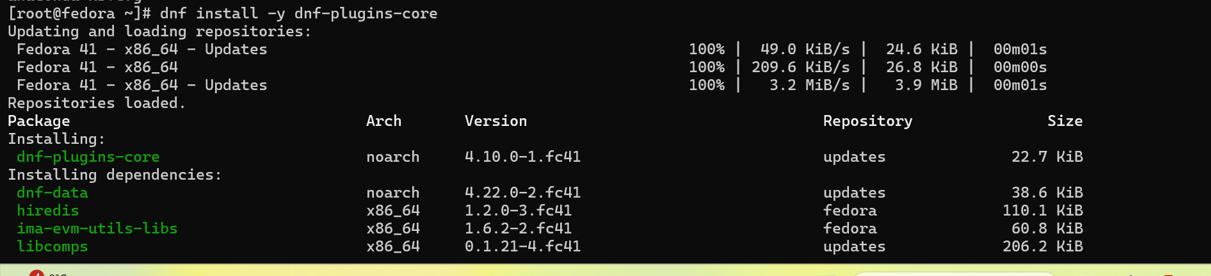 [root@fedora ~]# dnf install -y dnf-plugins-core
Updating and loading repositories:
Fedora 41 - x86_64 - Updates 100% | 49.0 KiB/s | 24.6 KiB | 00m01s
Fedora 41 - x86_64 100% | 209.6 KiB/s | 26.8 KiB | 00m00s
Fedora 41 - x86_64 - Updates 100% | 3.2 MiB/s | 3.9 MiB | 00m01s
Repositories loaded.
Package Arch Version Repository Size
Installing:
dnf-plugins-core noarch 4.10.0-1.fc41 updates 22.7 KiB
Installing dependencies:
dnf-data noarch 4.22.0-2.fc41 updates 38.6 KiB
hiredis x86_64 1.2.0-3.fc41 fedora 110.1 KiB
ima-evm-utils-libs x86_64 1.6.2-2.fc41 fedora 60.8 KiB
libcomps x86_64 0.1.21-4.fc41 updates 206.2 KiB